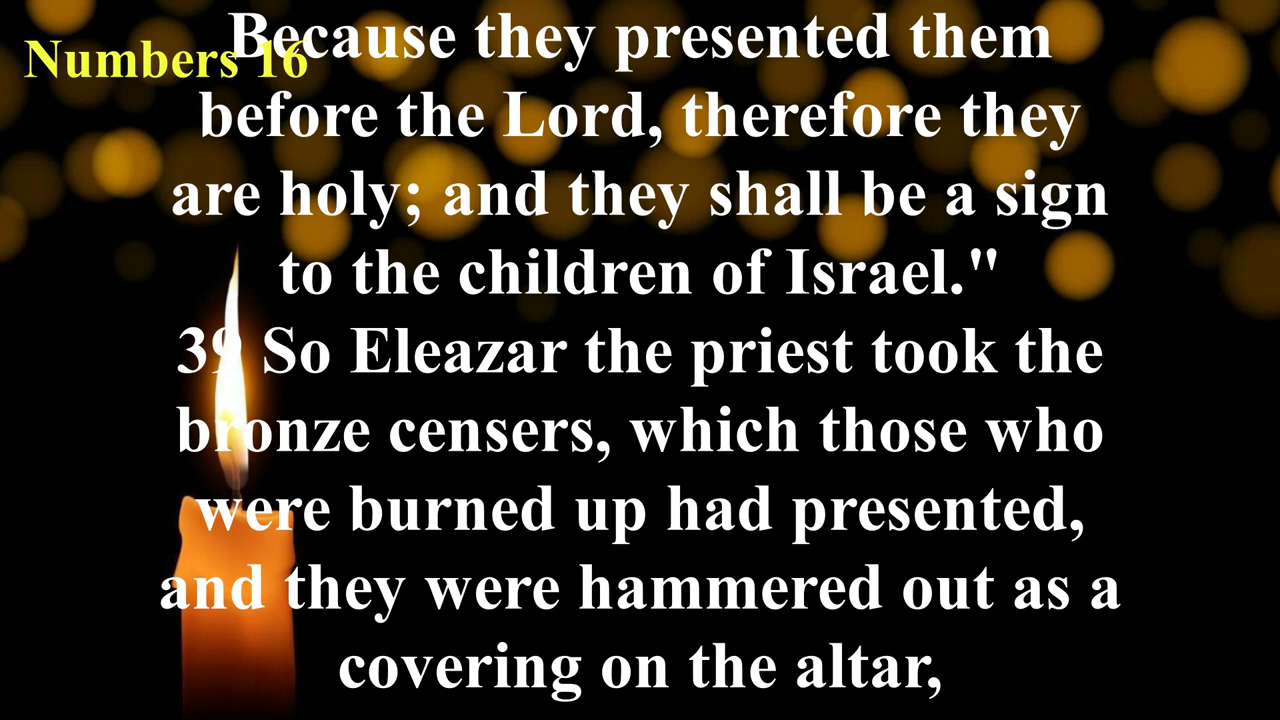 Numbers 16
Because they presented them
before the Lord, therefore they
are holy; and they shall be a sign
to the children of Israel."
39 So Eleazar the priest took the
bronze censers, which those who
were burned up had presented,
and they were hammered out as a
covering on the altar,